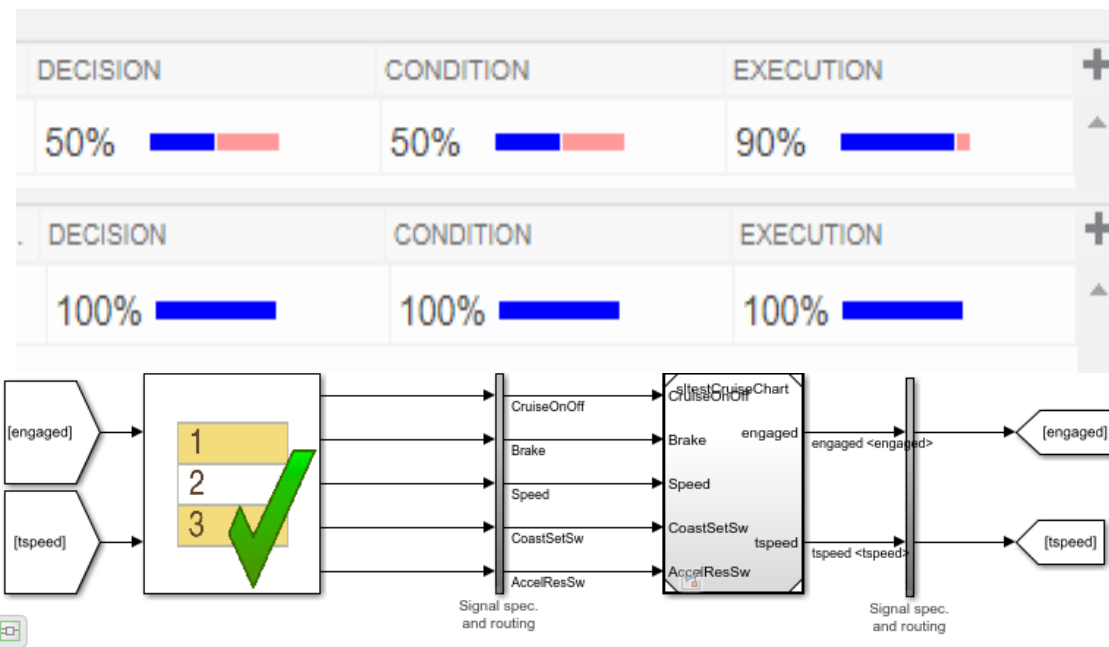 DECISION CONDITION EXECUTION
50% 50% 90%
. DECISION CONDITION EXECUTION
100% 100% 100%
sltestCruiseChart
CruiseOnOff CruiseOnOff
[engaged] 1 Brake Brake engaged engaged <engaged> [engaged]
2 Speed Speed
3 CoastSetSw CoastSetSw
[tspeed] tspeed tspeed <tspeed> [tspeed]
AccelResSw AccelResSw
Signal spec. Signal spec.
and routing and routing